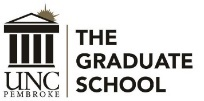 UNC
PEMBROKE
THE
GRADUATE
SCHOOL